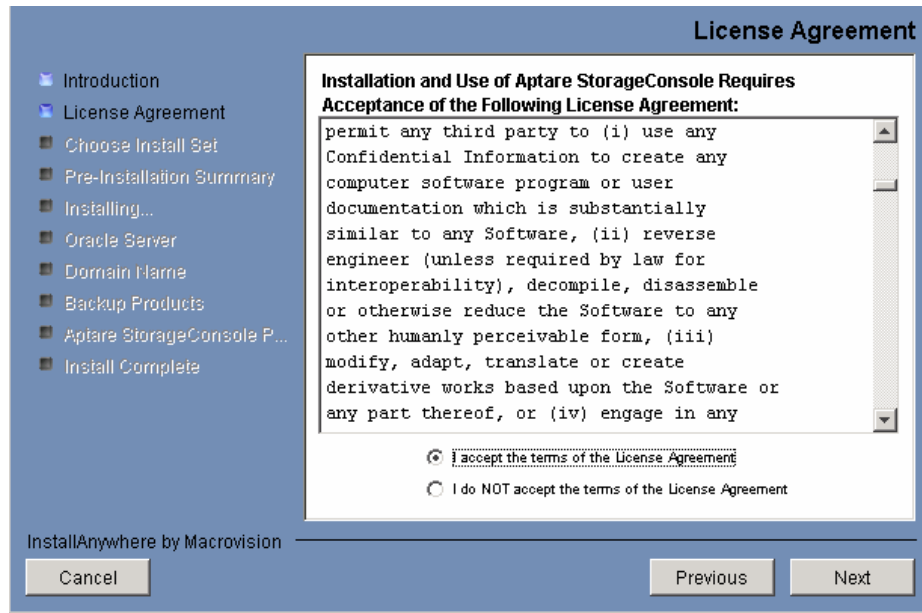 License Agreement
Introduction
License Agreement
Choose Install Set
Pre-Installation Summary
Installing...
Oracle Server
Domain Name
Backup Products
Aptare StorageConsole P...
Install Complete
Installation and Use of Aptare StorageConsole Requires
Acceptance of the Following License Agreement:
permit any third party to (i) use any
Confidential Information to create any
computer software program or user
documentation which is substantially
similar to any Software, (ii) reverse
engineer (unless required by law for
interoperability), decompile, disassemble
or otherwise reduce the Software to any
other humanly perceivable form, (iii)
modify, adapt, translate or create
derivative works based upon the Software or
any part thereof, or (iv) engage in any
I accept the terms of the License Agreement
I do NOT accept the terms of the License Agreement
InstallAnywhere by Macrovision
Cancel
Previous
Next